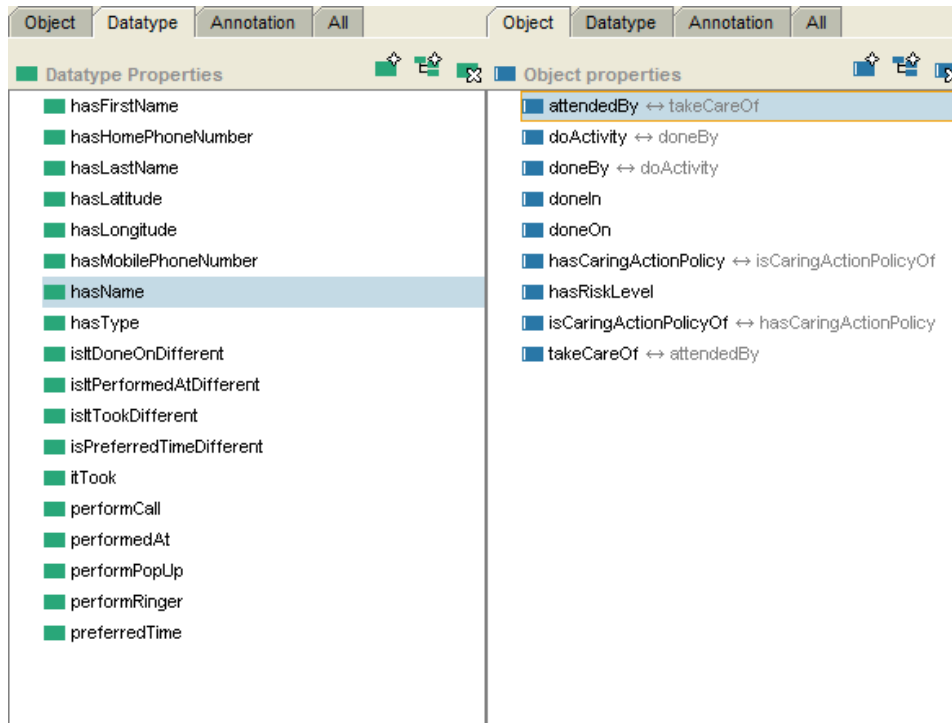 Object Datatype Annotation All
Datatype Properties
hasFirstName
hasHomePhoneNumber
hasLastName
hasLatitude
hasLongitude
hasMobilePhoneNumber
hasName
hasType
isItDoneOnDifferent
isItPerformedAtDifferent
isItTookDifferent
isPreferredTimeDifferent
itTook
performCall
performedAt
performPopUp
performRinger
preferredTime
Object Datatype Annotation All
Object properties
attendedBy ↔ takeCareOf
doActivity ↔ doneBy
doneBy ↔ doActivity
doneIn
doneOn
hasCaringActionPolicy ↔ isCaringActionPolicyOf
hasRiskLevel
isCaringActionPolicyOf ↔ hasCaringActionPolicy
takeCareOf ↔ attendedBy